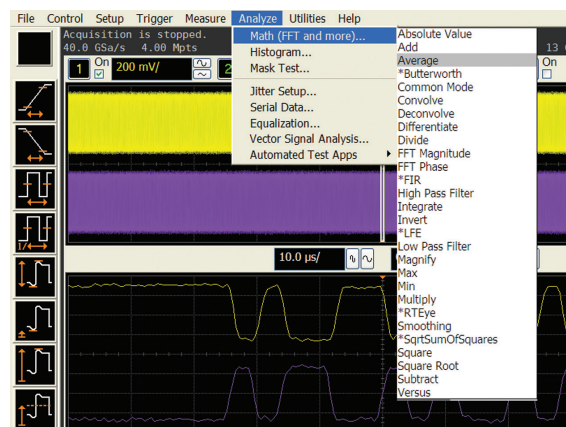 File Control Setup Trigger Measure Analyze Utilities Help
Acquisition is stopped.
40.0 GSa/s 4.00 Mpts
13
1 On 200 mV/ 2 On
Math (FFT and more)...
Histogram...
Mask Test...
Jitter Setup...
Serial Data...
Equalization...
Vector Signal Analysis...
Automated Test Apps
Absolute Value
Add
Average
*Butterworth
Common Mode
Convolve
Deconvolve
Differentiate
Divide
FFT Magnitude
FFT Phase
*FIR
High Pass Filter
Integrate
Invert
*LFE
Low Pass Filter
Magnify
Max
Min
Multiply
*RTEye
Smoothing
*SqrtSumOfSquares
Square
Square Root
Subtract
Versus
1/
10.0 µs/